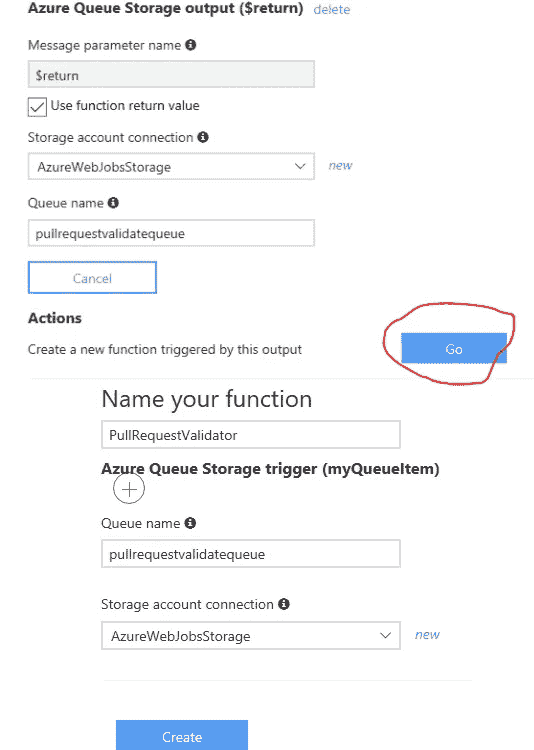 Azure Queue Storage output ($return) delete
Message parameter name
$return
Use function return value
Storage account connection
AzureWebJobsStorage new
Queue name
pullrequestvalidatequeue
Cancel
Actions
Create a new function triggered by this output Go
Name your function
PullRequestValidator
Azure Queue Storage trigger (myQueueItem)
Queue name
pullrequestvalidatequeue
Storage account connection
AzureWebJobsStorage new
Create